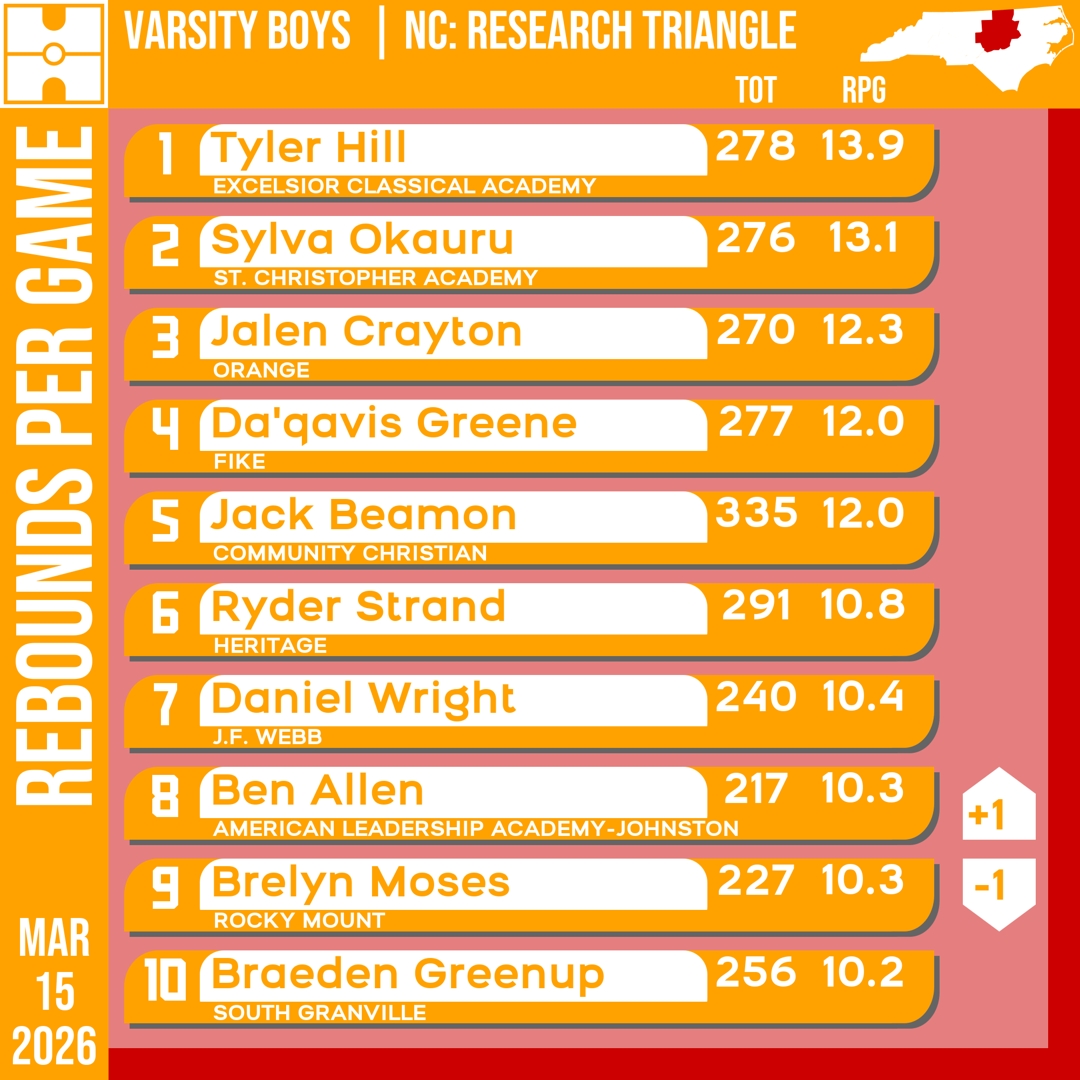 VARSITY BOYS | NC: RESEARCH TRIANGLE
TOT RPG
REBOUNDS PER GAME
1 Tyler Hill 278 13.9
EXCELSIOR CLASSICAL ACADEMY
2 Sylva Okauru 276 13.1
ST. CHRISTOPHER ACADEMY
3 Jalen Crayton 270 12.3
ORANGE
4 Da'qavis Greene 277 12.0
FIKE
5 Jack Beamon 335 12.0
COMMUNITY CHRISTIAN
6 Ryder Strand 291 10.8
HERITAGE
7 Daniel Wright 240 10.4
J.F. WEBB
8 Ben Allen 217 10.3 +1
AMERICAN LEADERSHIP ACADEMY-JOHNSTON
9 Brelyn Moses 227 10.3 -1
ROCKY MOUNT
10 Braeden Greenup 256 10.2
SOUTH GRANVILLE
MAR
15
2026